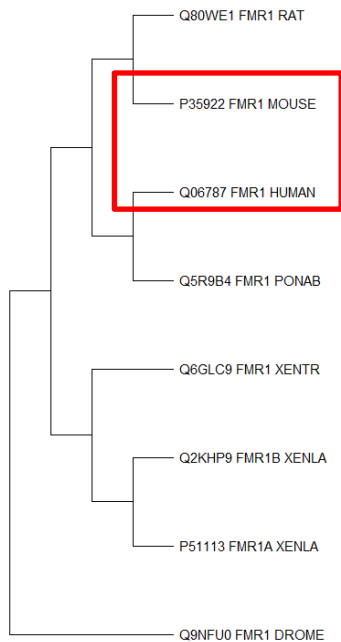 Q80WE1 FMR1 RAT
P35922 FMR1 MOUSE
Q06787 FMR1 HUMAN
Q5R9B4 FMR1 PONAB
Q6GLC9 FMR1 XENTR
Q2KHP9 FMR1B XENLA
P51113 FMR1A XENLA
Q9NFU0 FMR1 DROME